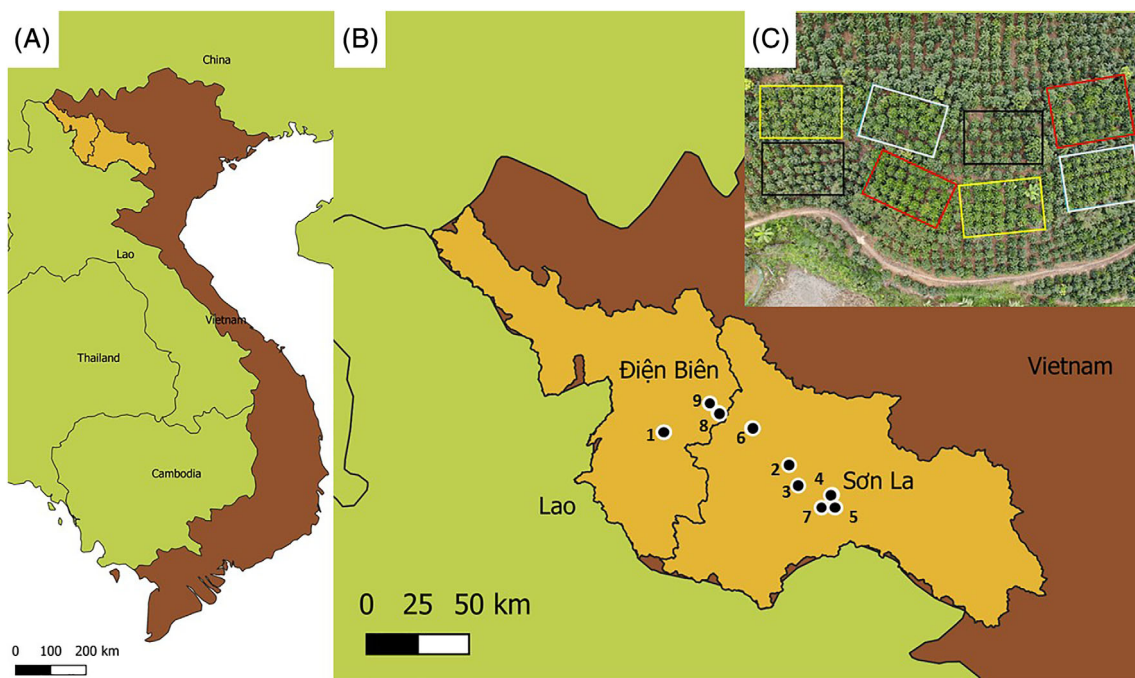 (A)
China
Lao
Vietnam
Thailand
Cambodia
0 100 200 km
(B)
Điện Biên
Vietnam
9
8
1
6
2
3
4
Sơn La
7
5
Lao
0 25 50 km
(C)